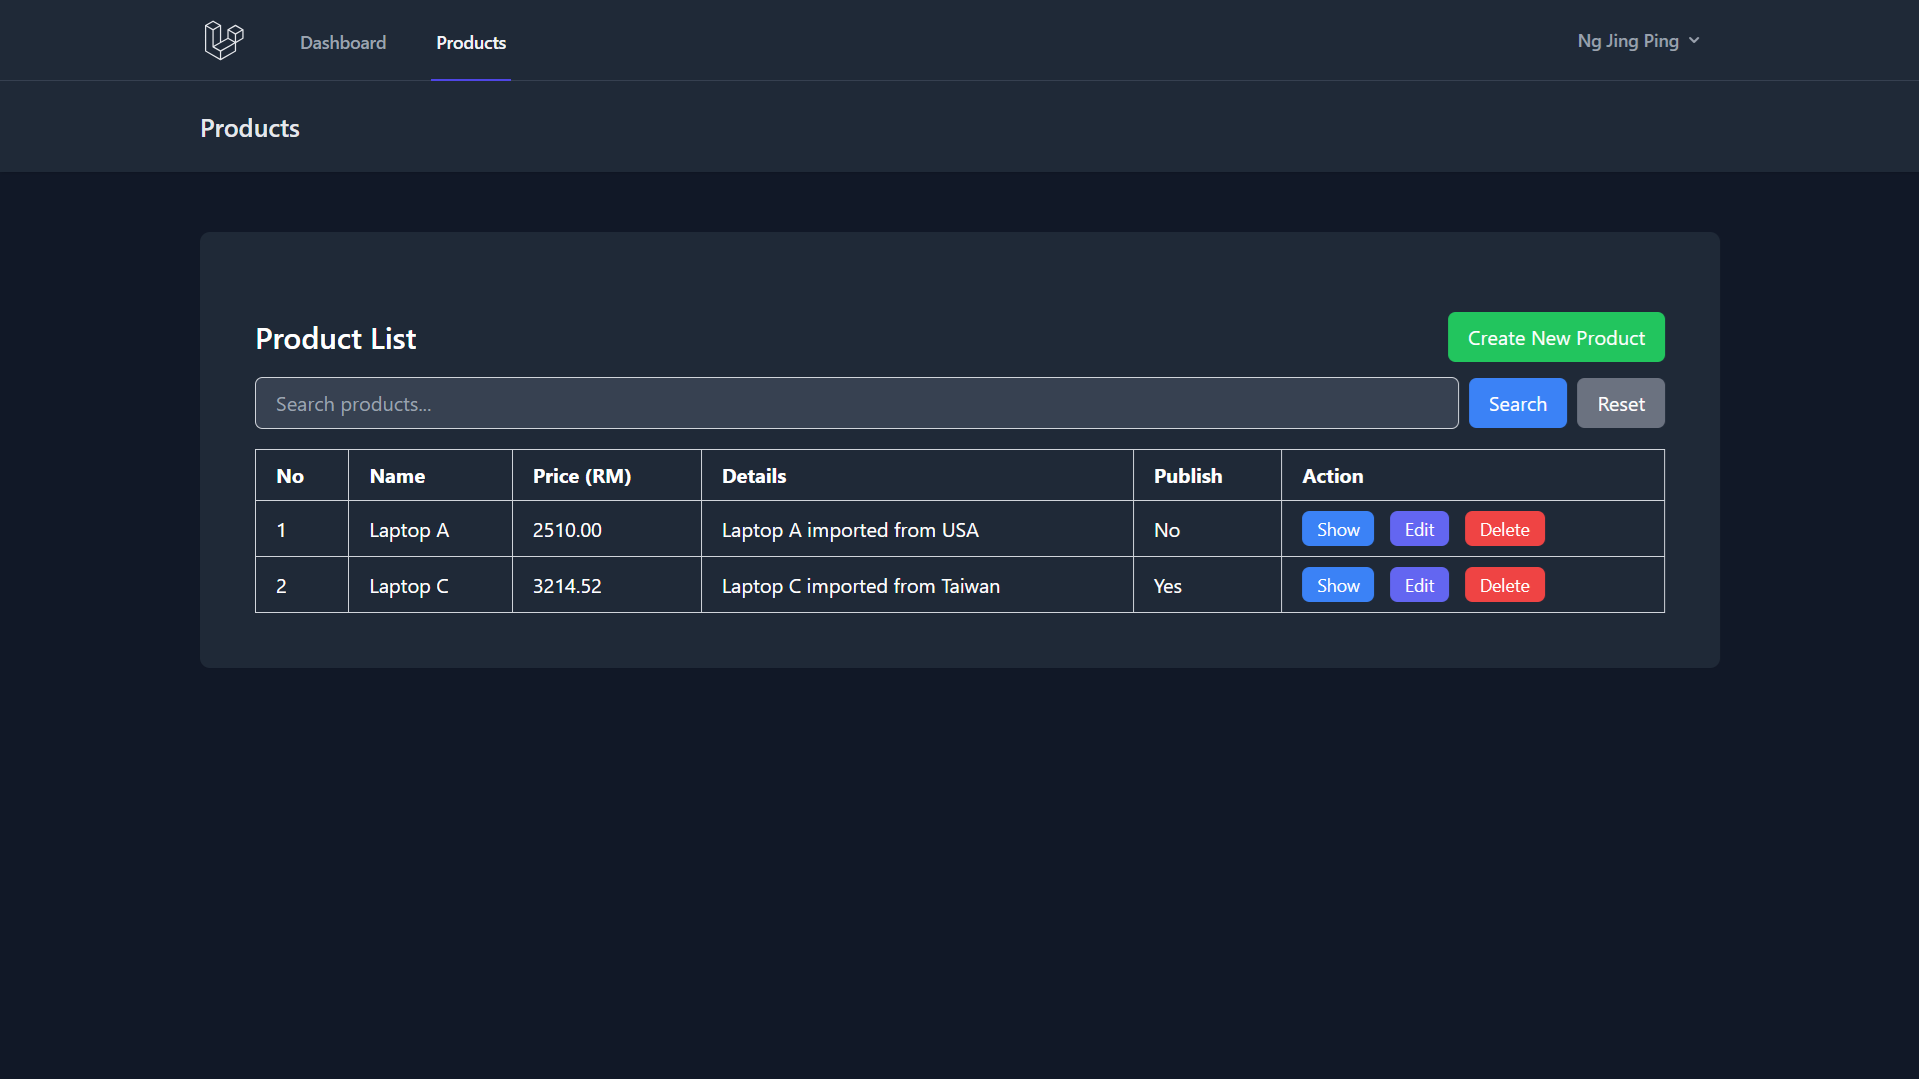 Dashboard Products Ng Jing Ping
Products
Product List Create New Product
Search products... Search Reset
No Name Price (RM) Details Publish Action
1 Laptop A 2510.00 Laptop A imported from USA No Show Edit Delete
2 Laptop C 3214.52 Laptop C imported from Taiwan Yes Show Edit Delete